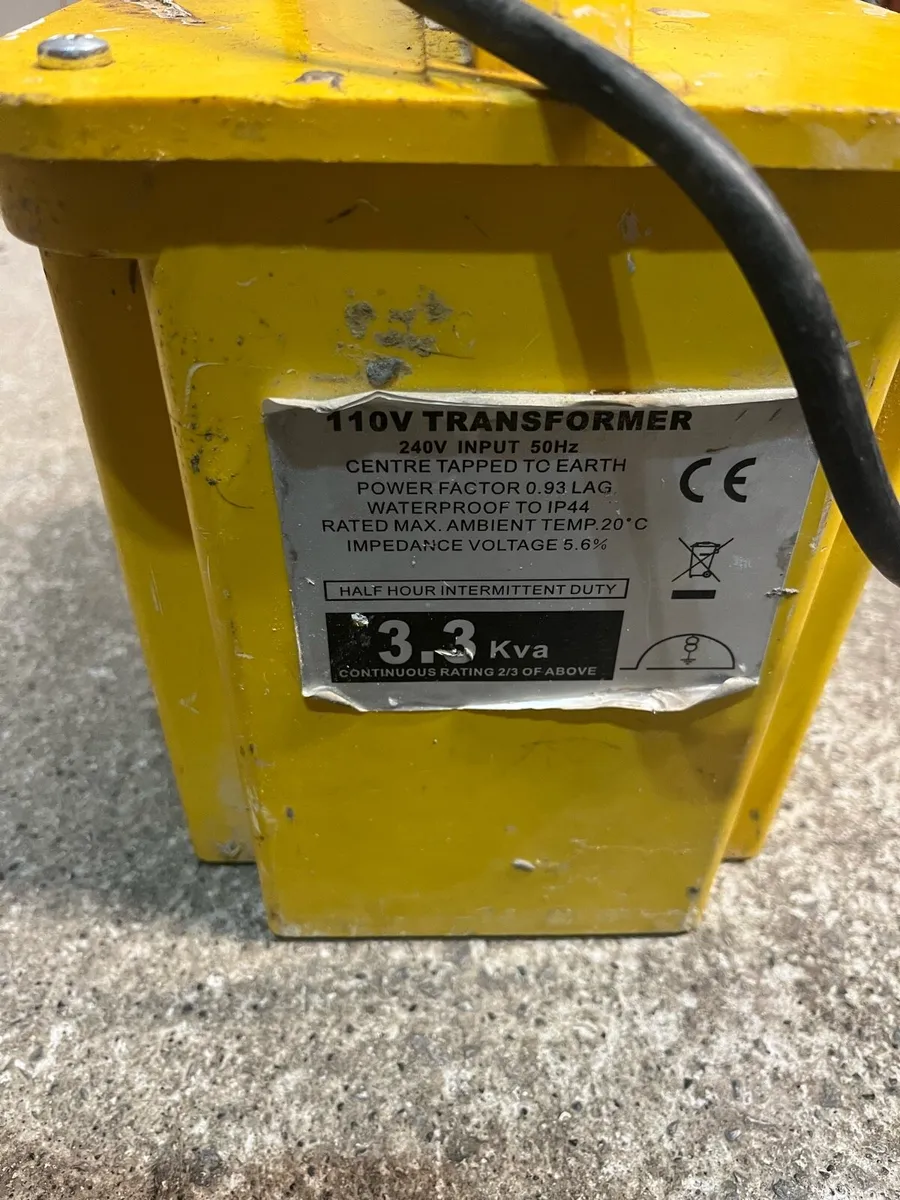 110V TRANSFORMER
240V INPUT 50Hz
CENTRE TAPPED TO EARTH
POWER FACTOR 0.93 LAG
WATERPROOF TO IP44
RATED MAX. AMBIENT TEMP.20°C
IMPEDANCE VOLTAGE 5.6%
CE
HALF HOUR INTERMITTENT DUTY
3.3 Kva
CONTINUOUS RATING 2/3 OF ABOVE